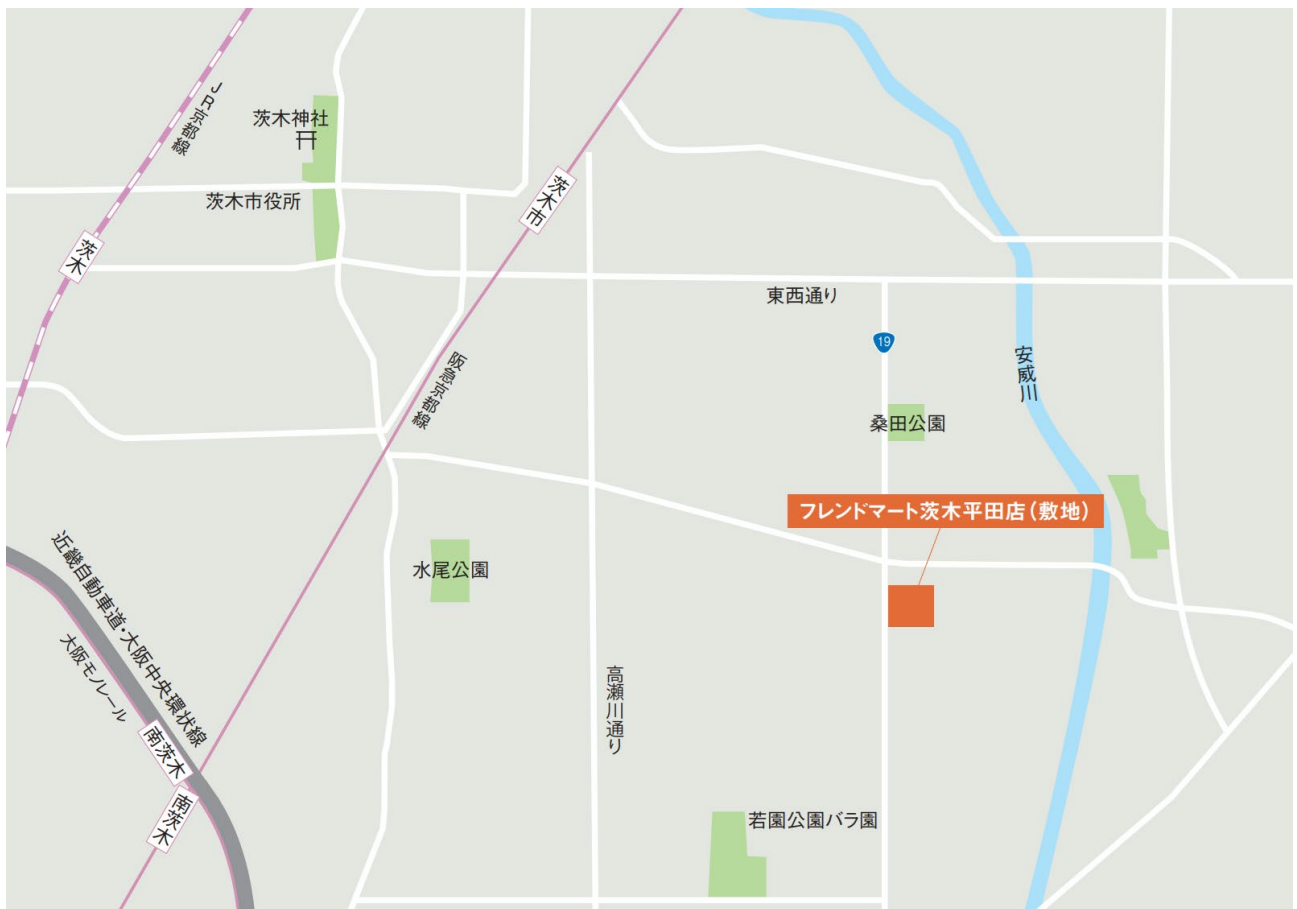 JR京都線
茨木神社
茨木市役所
茨木市
茨木
東西通り
19
安威川
阪急京都線
桑田公園
フレンドマート茨木平田店(敷地)
水尾公園
近畿自動車道・大阪中央環状線
大阪モノレール
高瀬川通り
南茨木
南茨木
若園公園バラ園